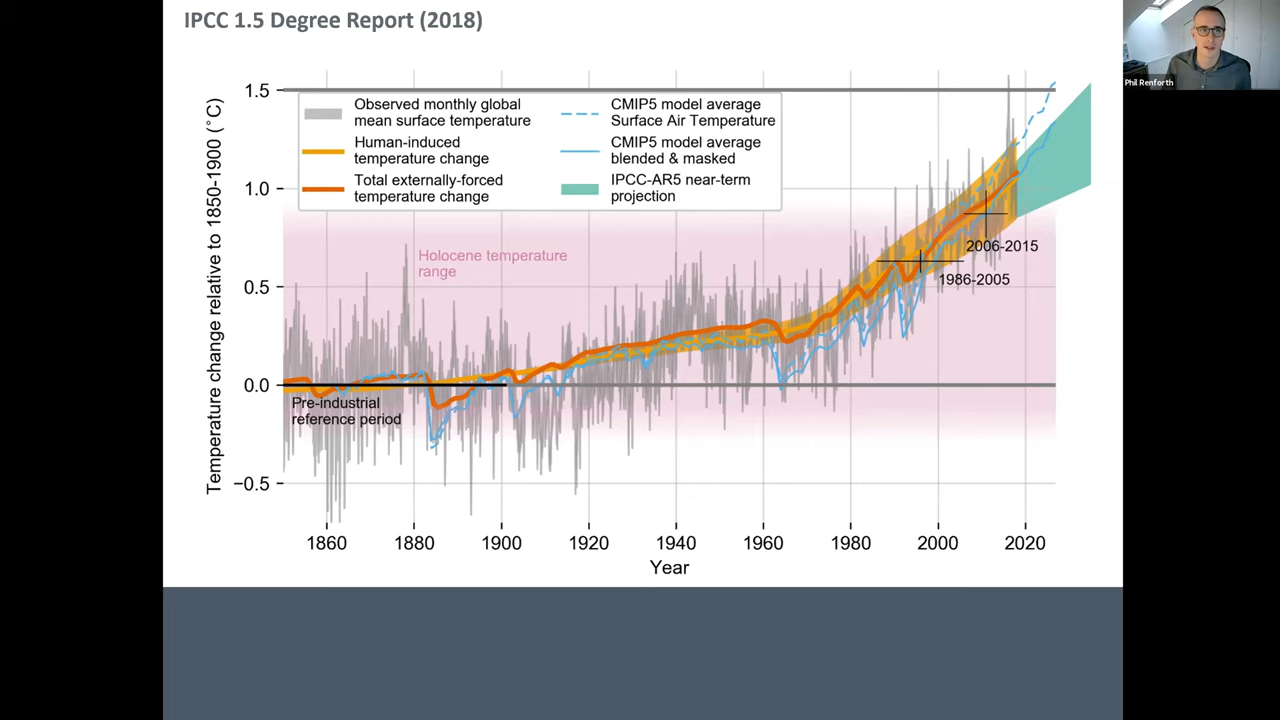 IPCC 1.5 Degree Report (2018)
Phil Renforth
Temperature change relative to 1850-1900 (°C)
1.5
1.0
0.5
0.0
−0.5
Observed monthly global
mean surface temperature
Human-induced
temperature change
Total externally-forced
temperature change
CMIP5 model average
Surface Air Temperature
CMIP5 model average
blended & masked
IPCC-AR5 near-term
projection
Holocene temperature
range
2006-2015
1986-2005
Pre-industrial
reference period
1860 1880 1900 1920 1940 1960 1980 2000 2020
Year